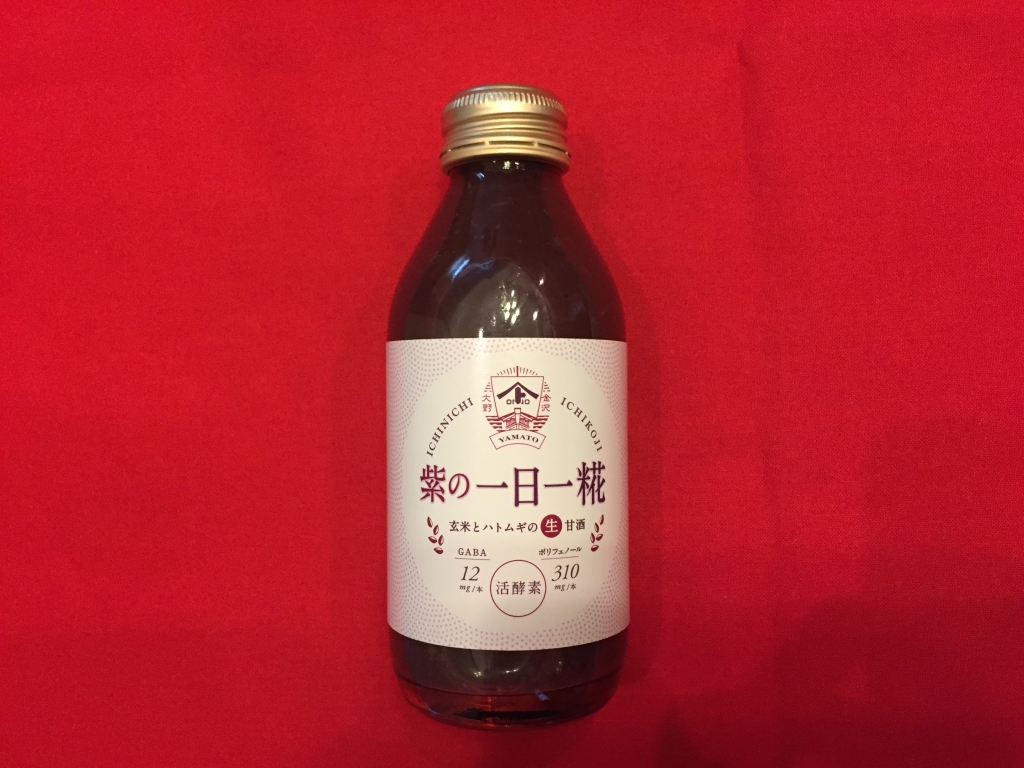 大野
金沢
YAMATO
ICHINICHI
ICHIKOJI
紫の一日一糀
玄米とハトムギの生甘酒
GABA
12
mg/本
ポリフェノール
310
mg/本
活酵素